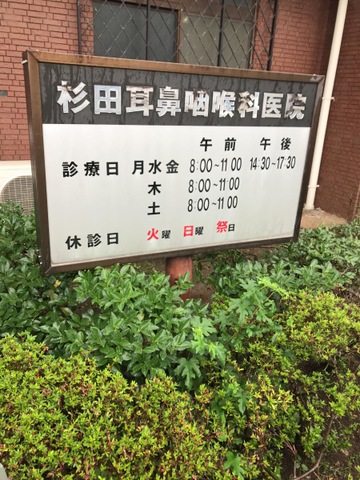 杉田耳鼻咽喉科医院
午前 午後
診療日 月水金 8:00~11:00 14:30~17:30
木 8:00~11:00
土 8:00~11:00
休診日 火曜 日曜 祭日